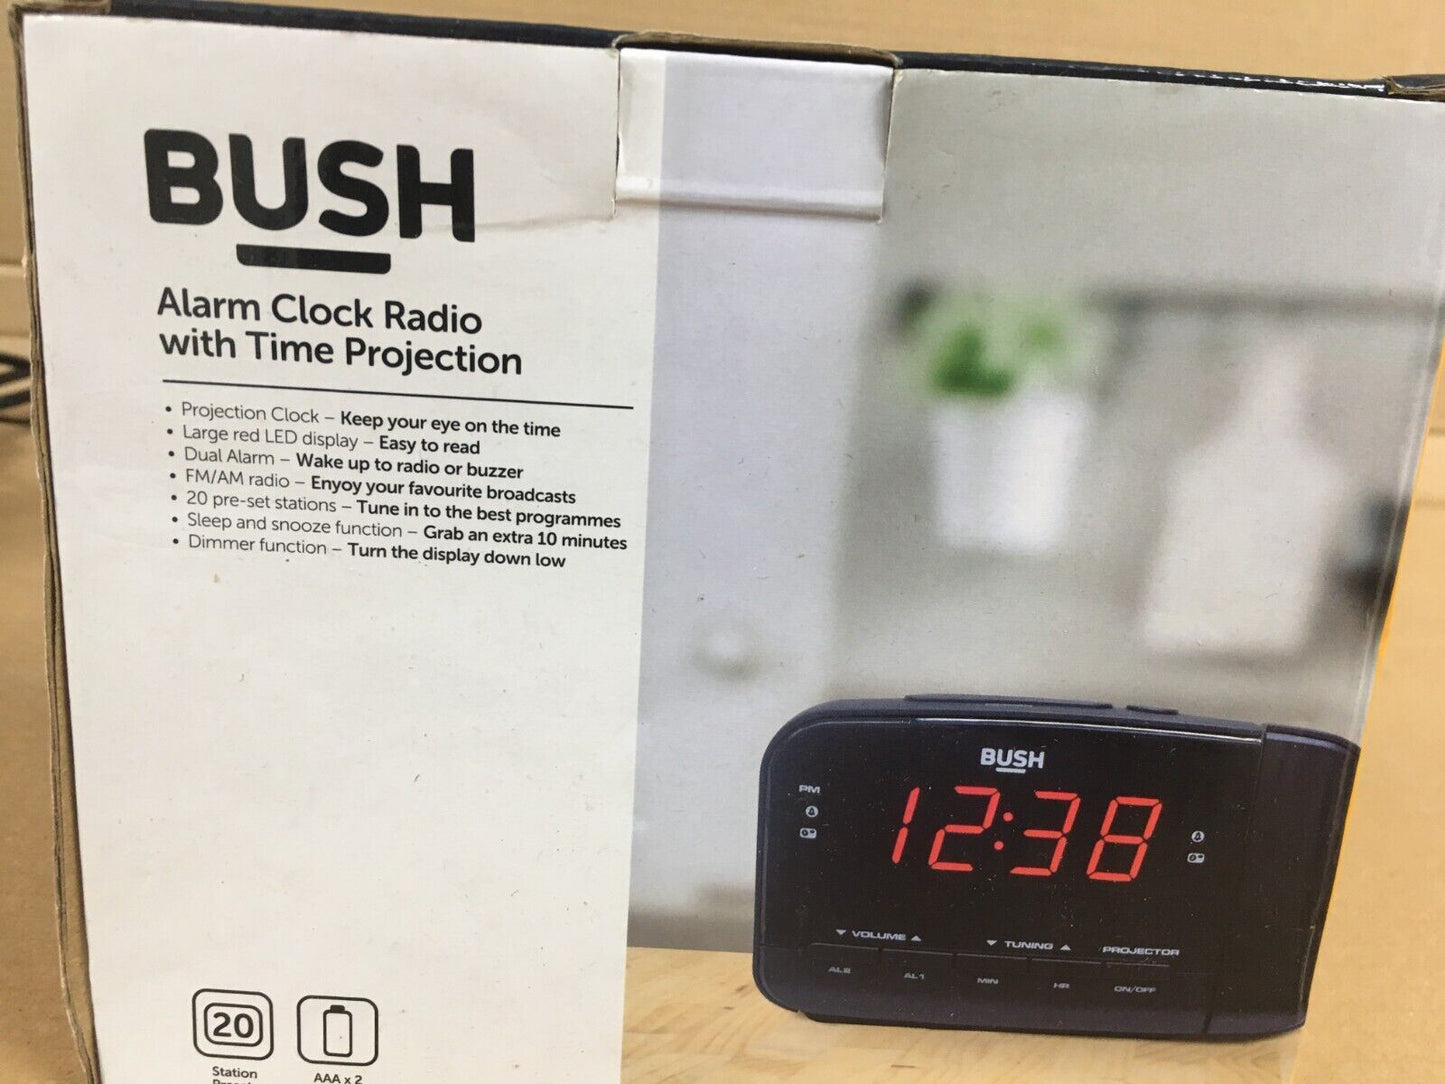 BUSH
Alarm Clock Radio
with Time Projection
• Projection Clock – Keep your eye on the time
• Large red LED display – Easy to read
• Dual Alarm – Wake up to radio or buzzer
• FM/AM radio – Enyoy your favourite broadcasts
• 20 pre-set stations – Tune in to the best programmes
• Sleep and snooze function – Grab an extra 10 minutes
• Dimmer function – Turn the display down low
20
Station
AAA x 2
BUSH
PM
12:38
▼ VOLUME ▲
▼ TUNING ▲
PROJECTOR
AL2
AL1
MIN
HR
ON/OFF